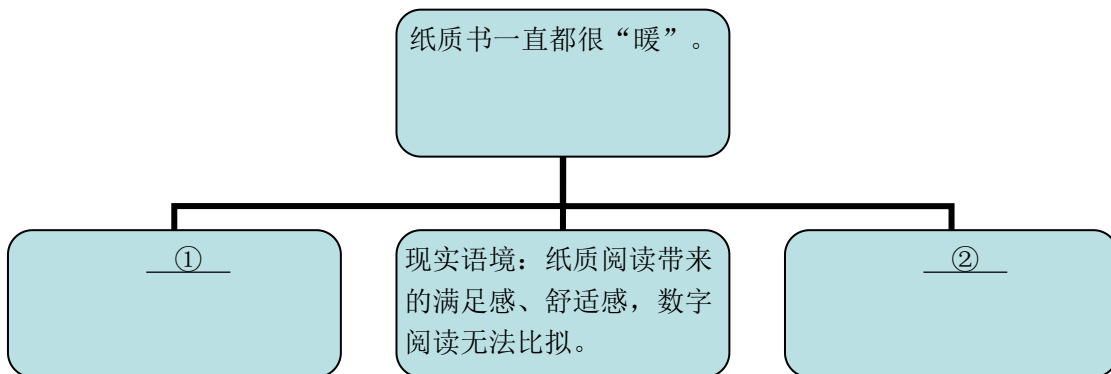 纸质书一直都很“暖”。
①
现实语境：纸质阅读带来
的满足感、舒适感，数字
阅读无法比拟。
②